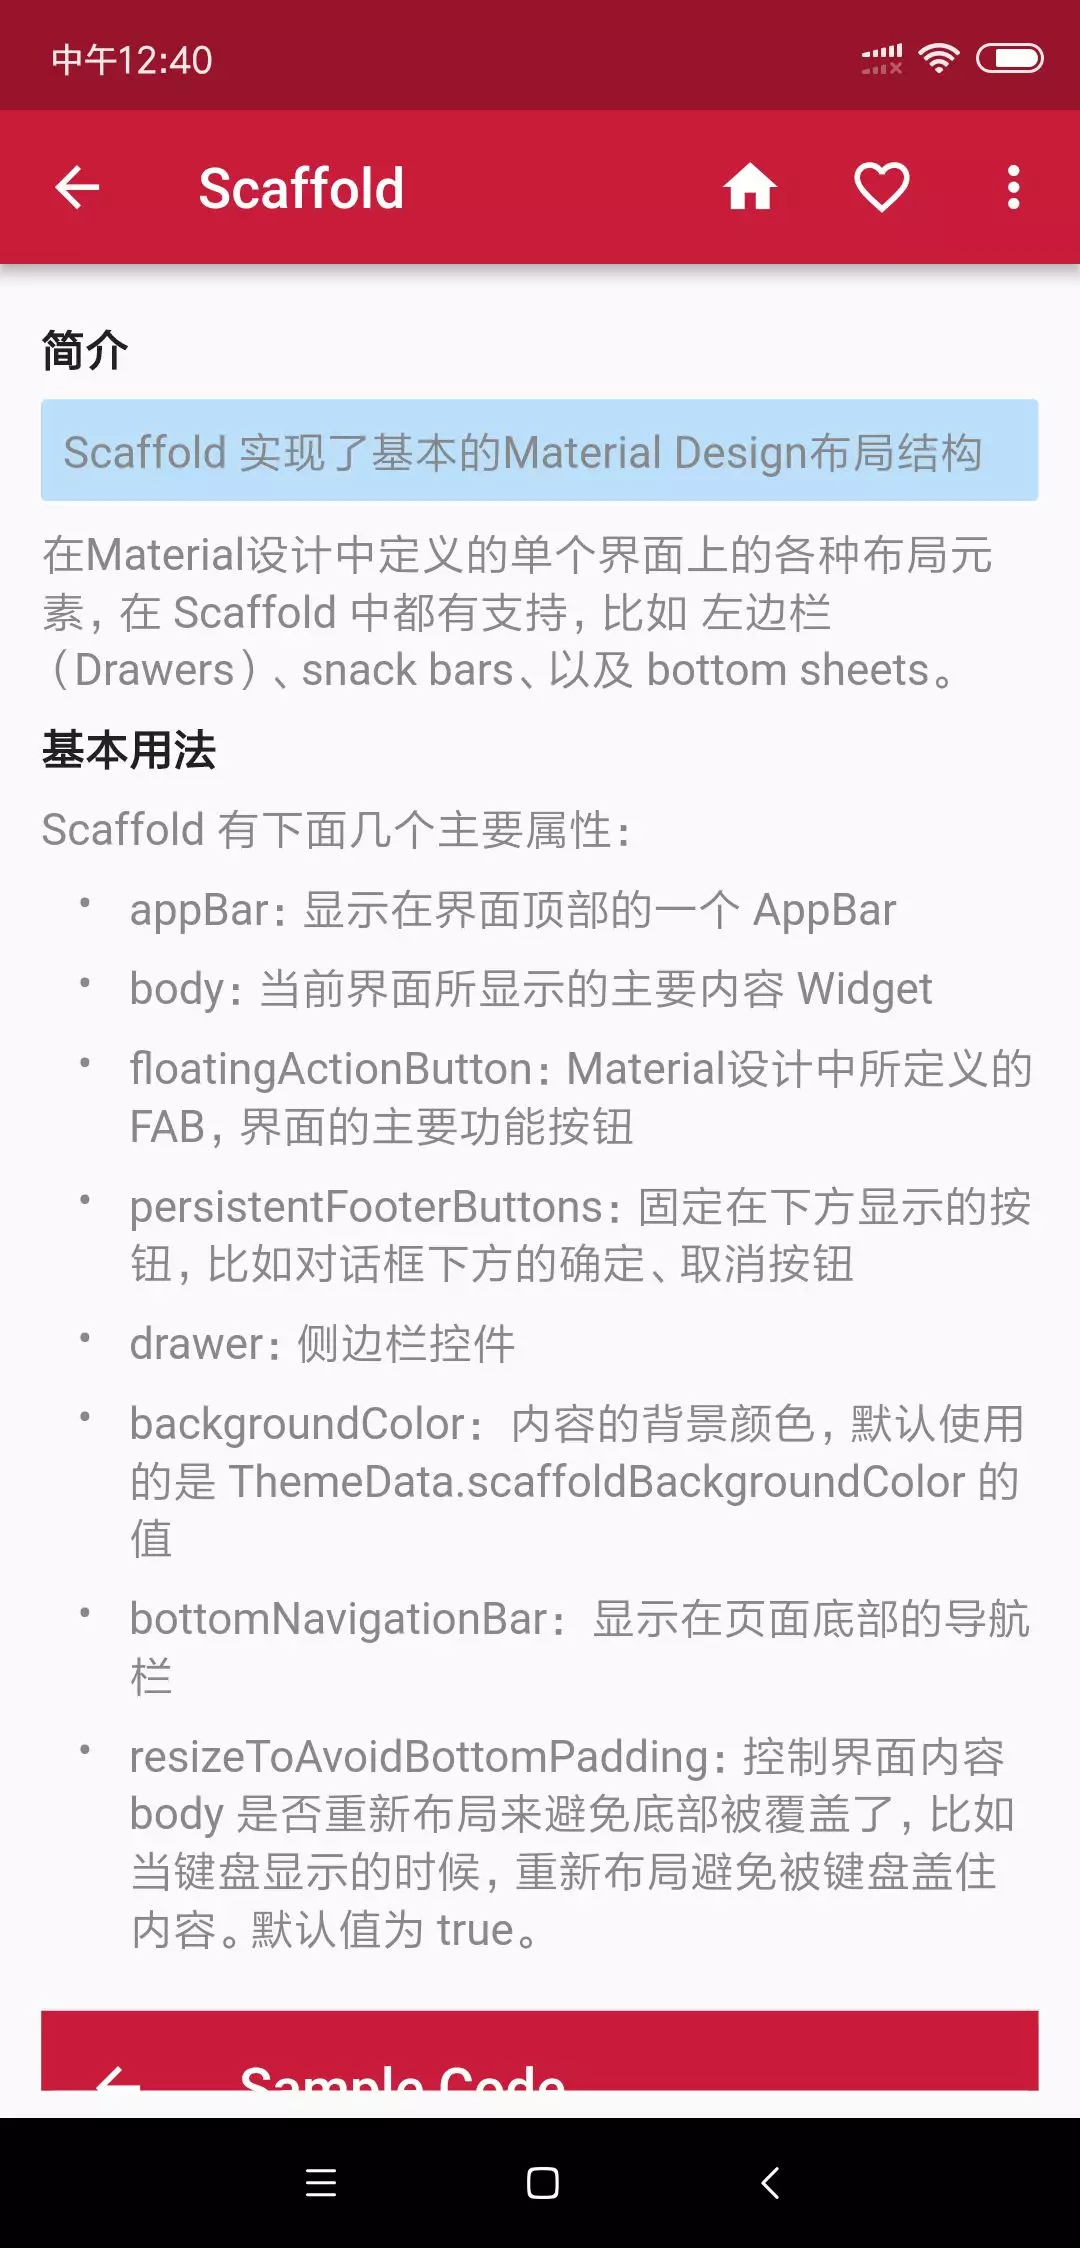 中午12:40
Scaffold
简介
Scaffold 实现了基本的Material Design布局结构
在Material设计中定义的单个界面上的各种布局元
素，在 Scaffold 中都有支持，比如 左边栏
（Drawers）、snack bars、以及 bottom sheets。
基本用法
Scaffold 有下面几个主要属性：
• appBar：显示在界面顶部的一个 AppBar
• body：当前界面所显示的主要内容 Widget
• floatingActionButton：Material设计中所定义的
FAB，界面的主要功能按钮
• persistentFooterButtons：固定在下方显示的按
钮，比如对话框下方的确定、取消按钮
• drawer：侧边栏控件
• backgroundColor： 内容的背景颜色，默认使用
的是 ThemeData.scaffoldBackgroundColor 的
值
• bottomNavigationBar： 显示在页面底部的导航
栏
• resizeToAvoidBottomPadding：控制界面内容
body 是否重新布局来避免底部被覆盖了，比如
当键盘显示的时候，重新布局避免被键盘盖住
内容。默认值为 true。
Sample Code